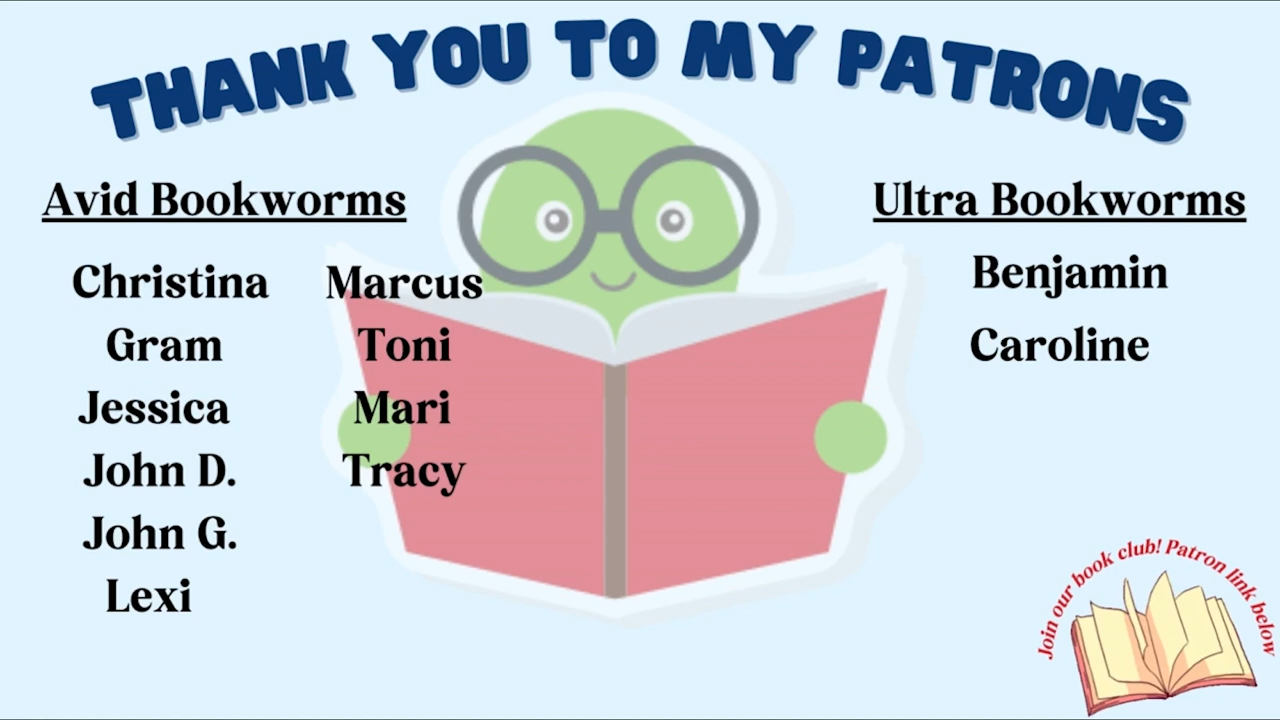 THANK YOU TO MY PATRONS
Avid Bookworms
Christina
Gram
Jessica
John D.
John G.
Lexi
Marcus
Toni
Mari
Tracy
Ultra Bookworms
Benjamin
Caroline
Join our book club! Patron link below